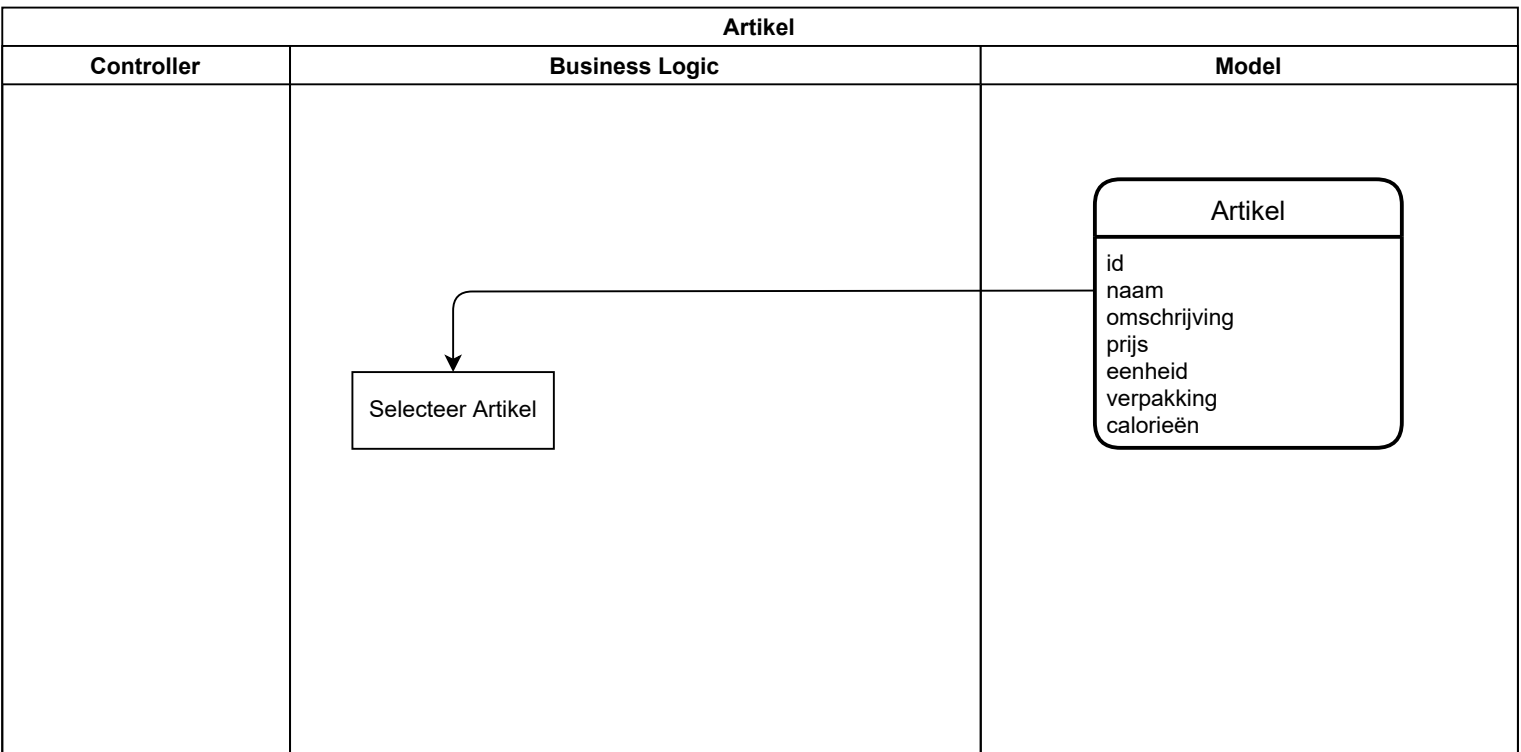 Artikel
Controller
Business Logic
Model
Artikel
id
naam
omschrijving
prijs
eenheid
verpakking
calorieën
Selecteer Artikel